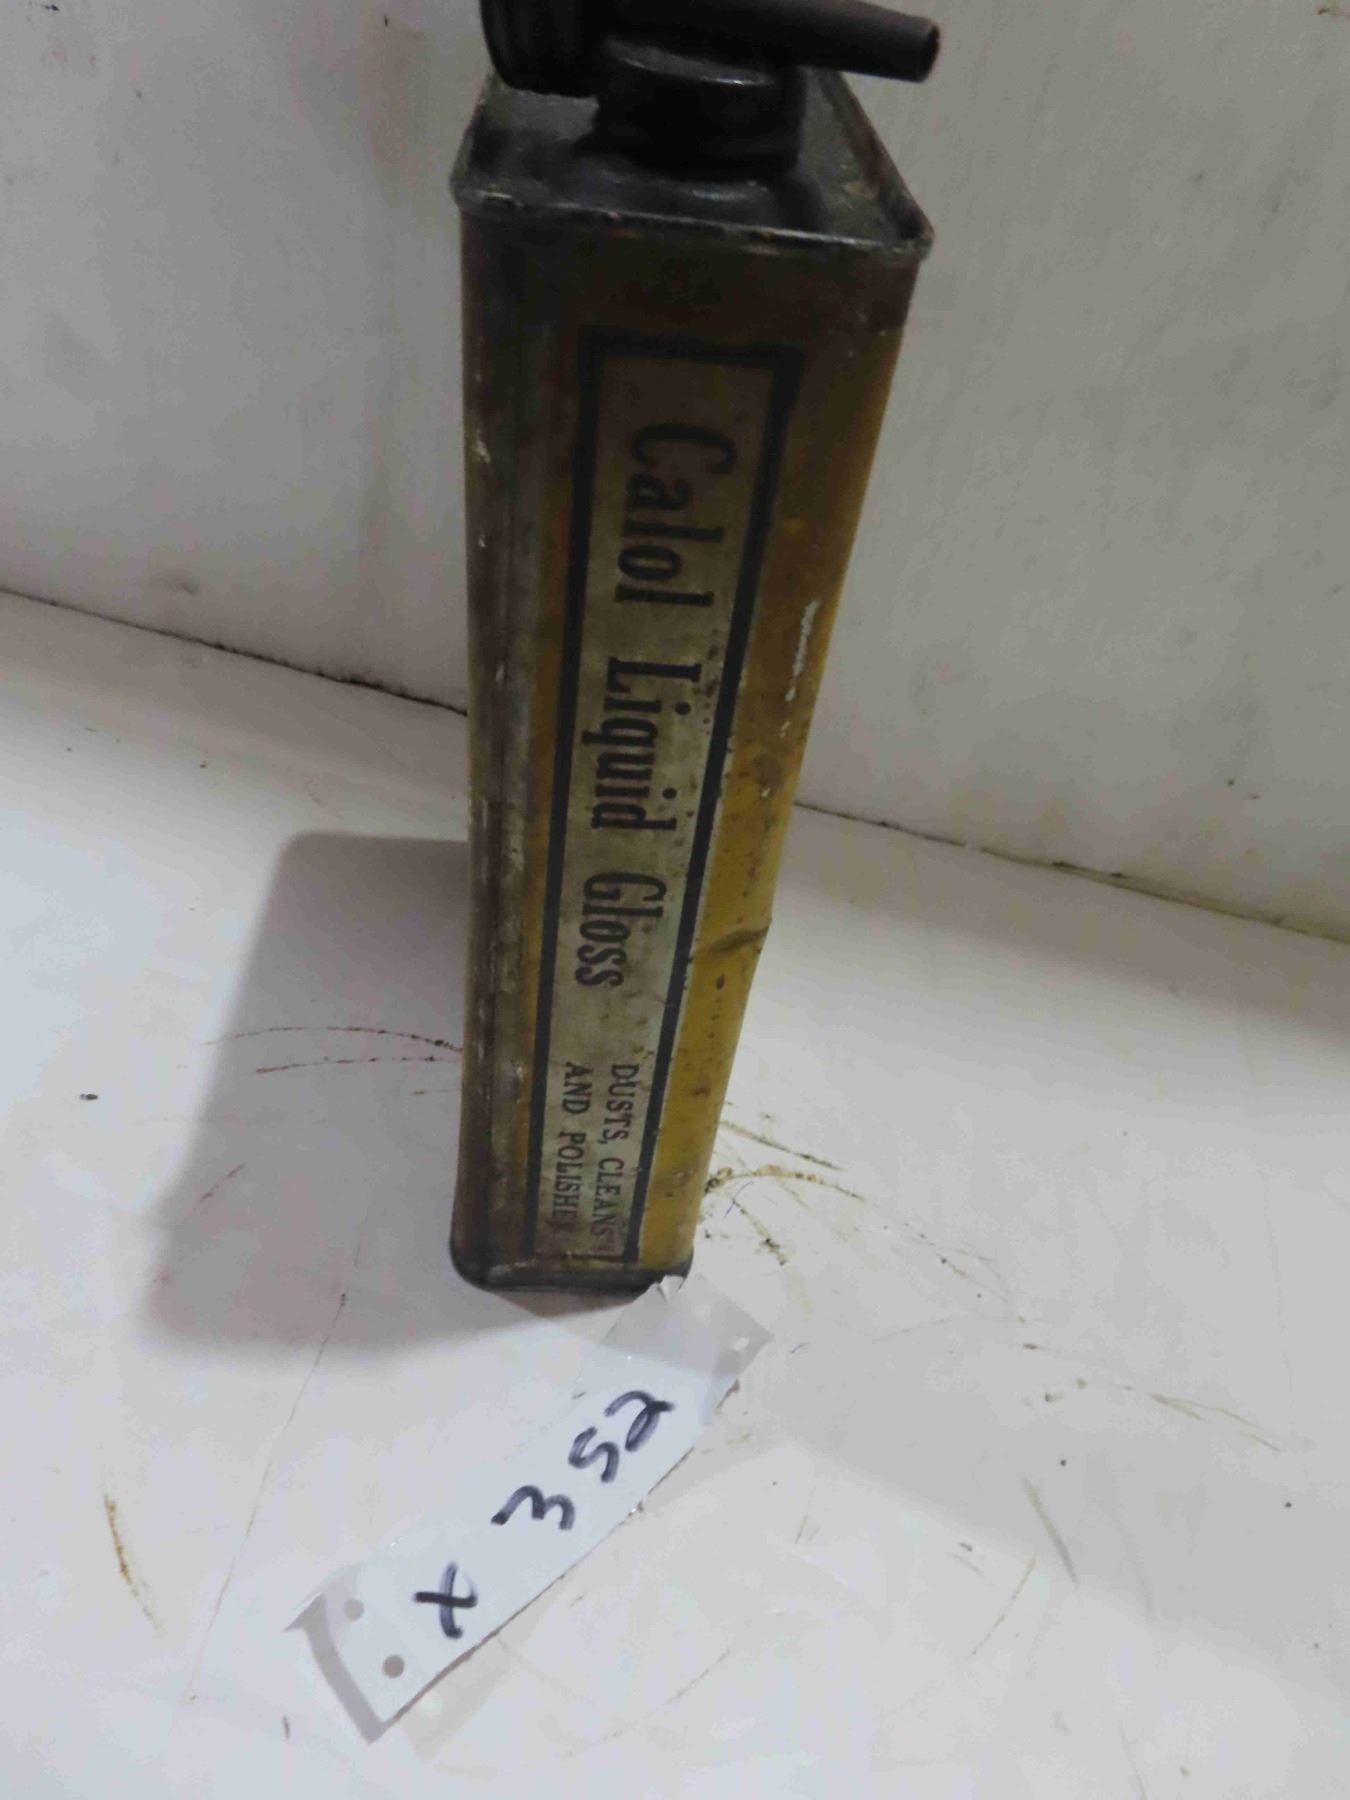 Calol Liquid Gloss
DUSTS, CLEANS
AND POLISHES
X 352